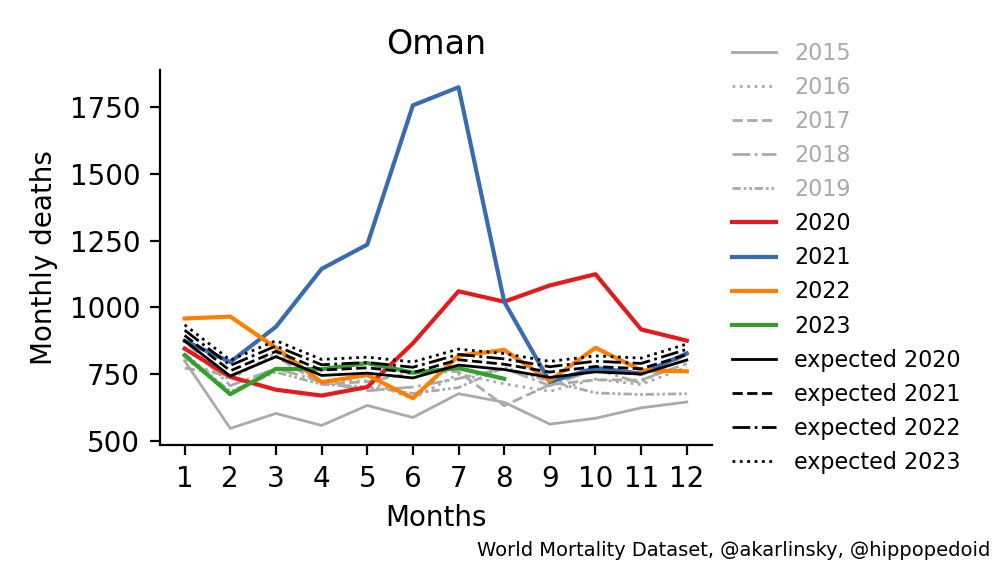 Oman
Monthly deaths
1750
1500
1250
1000
750
500
1 2 3 4 5 6 7 8 9 10 11 12
Months
2015
2016
2017
2018
2019
2020
2021
2022
2023
expected 2020
expected 2021
expected 2022
expected 2023
World Mortality Dataset, @akarlinsky, @hippopedoid